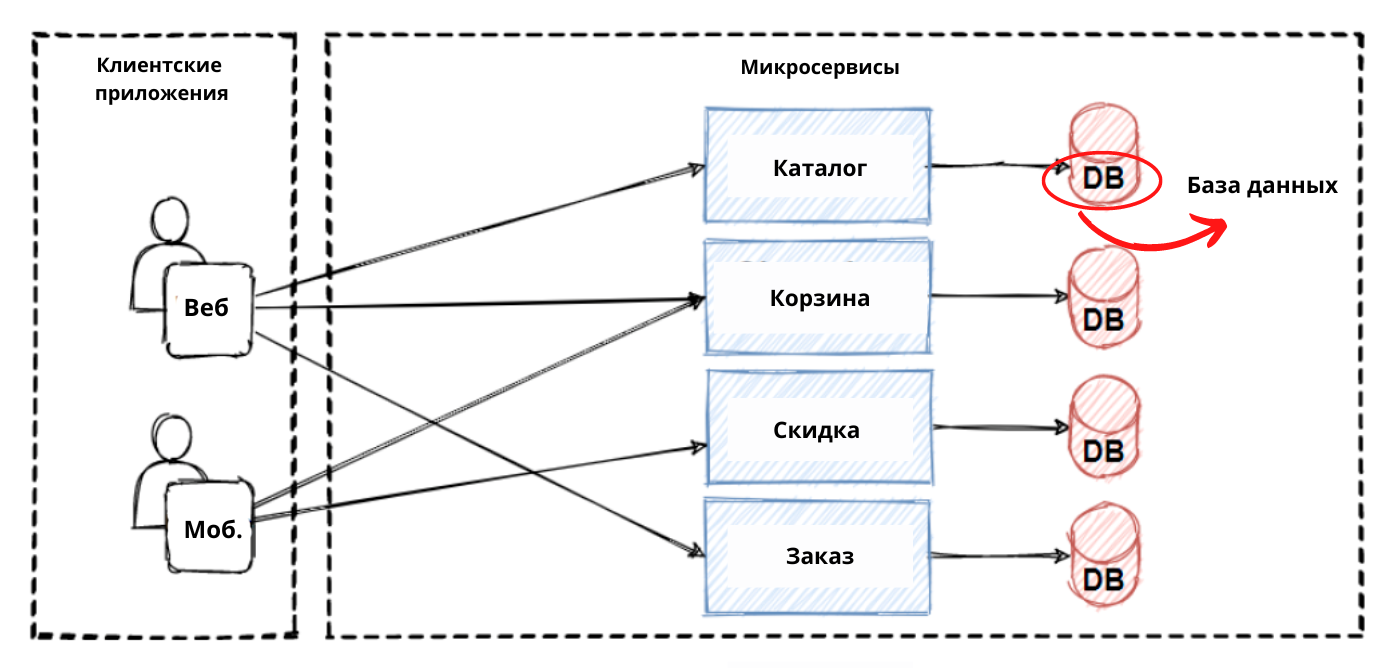 Клиентские
приложения
Микросервисы
Каталог
DB
База данных
Веб
Корзина
DB
Скидка
DB
Моб.
Заказ
DB